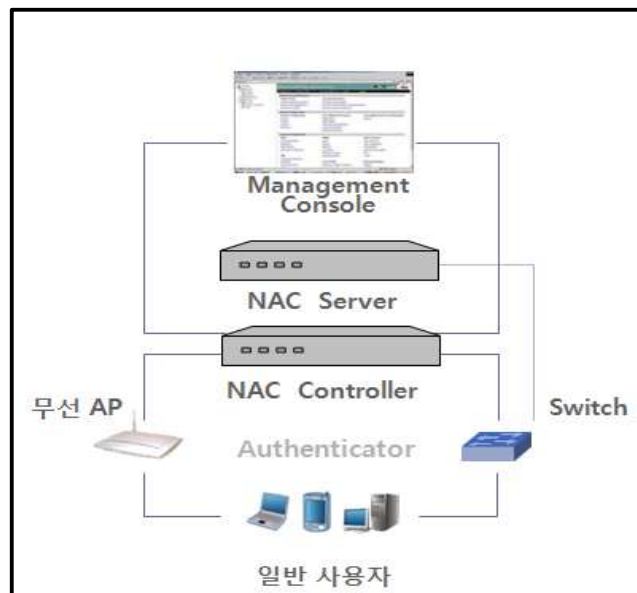 Management
Console
NAC Server
NAC Controller
무선 AP
Switch
Authenticator
일반 사용자